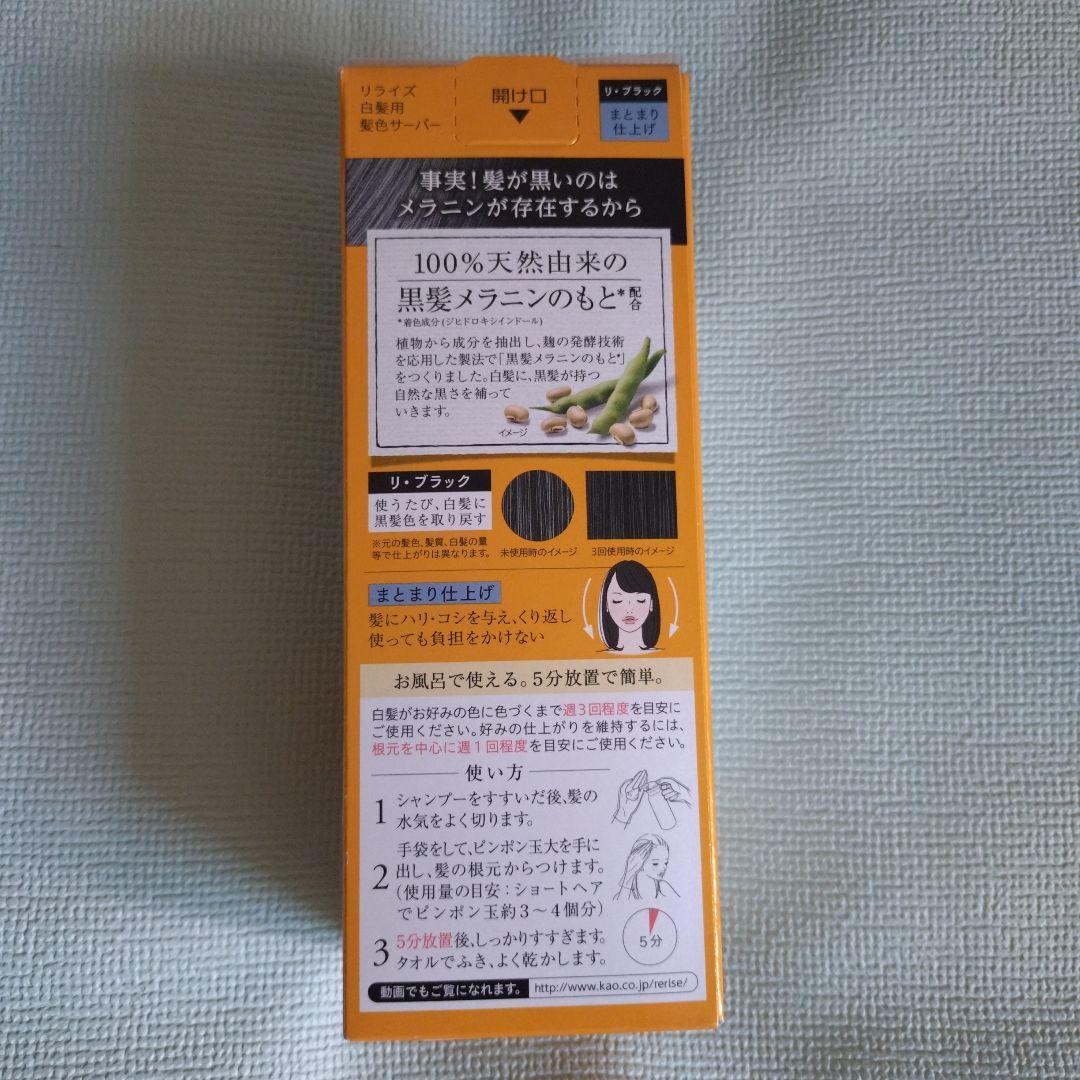 リライズ
白髪用
髪色サーバー
開け口
リ・ブラック
まとまり
仕上げ
事実!髪が黒いのは
メラニンが存在するから
100%天然由来の
黒髪メラニンのもと*配合
*着色成分(ジヒドロキシインドール)
植物から成分を抽出し、麹の発酵技術
を応用した製法で「黒髪メラニンのもと*」
をつくりました。白髪に、黒髪が持つ
自然な黒さを補って
いきます。
イメージ
リ・ブラック
使うたび、白髪に
黒髪色を取り戻す
※元の髪色、髪質、白髪の量
等で仕上がりは異なります。
未使用時のイメージ
3回使用時のイメージ
まとまり仕上げ
髪にハリ・コシを与え、くり返し
使っても負担をかけない
お風呂で使える。5分放置で簡単。
白髪がお好みの色に色づくまで週3回程度を目安に
ご使用ください。好みの仕上がりを維持するには、
根元を中心に週1回程度を目安にご使用ください。
使い方
1 シャンプーをすすいだ後、髪の
水気をよく切ります。
2 手袋をして、ピンポン玉大を手に
出し、髪の根元からつけます。
(使用量の目安:ショートヘア
でピンポン玉約3〜4個分)
3 5分放置後、しっかりすすぎます。
タオルでふき、よく乾かします。
5分
動画でもご覧になれます。 http://www.kao.co.jp/rerise/